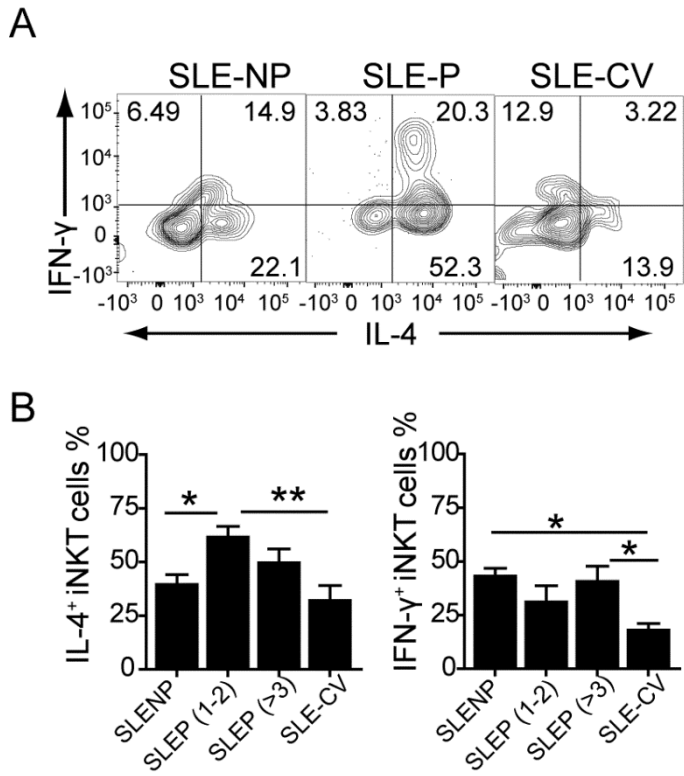 A
SLE-NP SLE-P SLE-CV
6.49 14.9 3.83 20.3 12.9 3.22
10⁵
10⁴
10³
0
-10³
IFN-γ
22.1 52.3 13.9
-10³ 0 10³ 10⁴ 10⁵ -10³ 0 10³ 10⁴ 10⁵ -10³ 0 10³ 10⁴ 10⁵
IL-4
B
IL-4⁺ iNKT cells %
100
75
50
25
0
* **
SLENP
SLEP (1-2)
SLEP (>3)
SLE-CV
IFN-γ⁺ iNKT cells %
100
75
50
25
0
*
*
SLENP
SLEP (1-2)
SLEP (>3)
SLE-CV